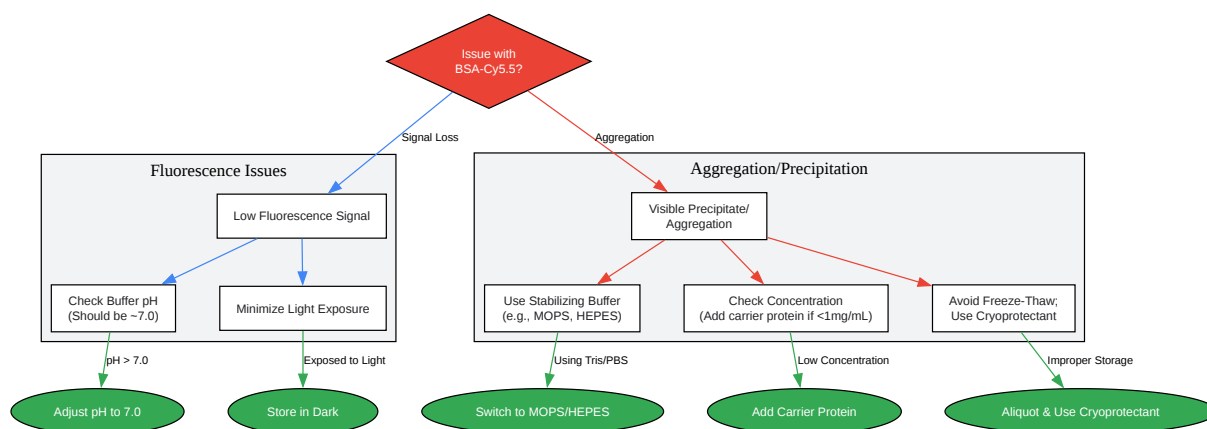 Issue with
BSA-Cy5.5?
Signal Loss
Aggregation
Fluorescence Issues
Aggregation/Precipitation
Low Fluorescence Signal
Visible Precipitate/
Aggregation
Check Buffer pH
(Should be ~7.0)
Minimize Light Exposure
Use Stabilizing Buffer
(e.g., MOPS, HEPES)
Check Concentration
(Add carrier protein if <1mg/mL)
Avoid Freeze-Thaw;
Use Cryoprotectant
pH > 7.0
Exposed to Light
Using Tris/PBS
Low Concentration
Improper Storage
Adjust pH to 7.0
Store in Dark
Switch to MOPS/HEPES
Add Carrier Protein
Aliquot & Use Cryoprotectant